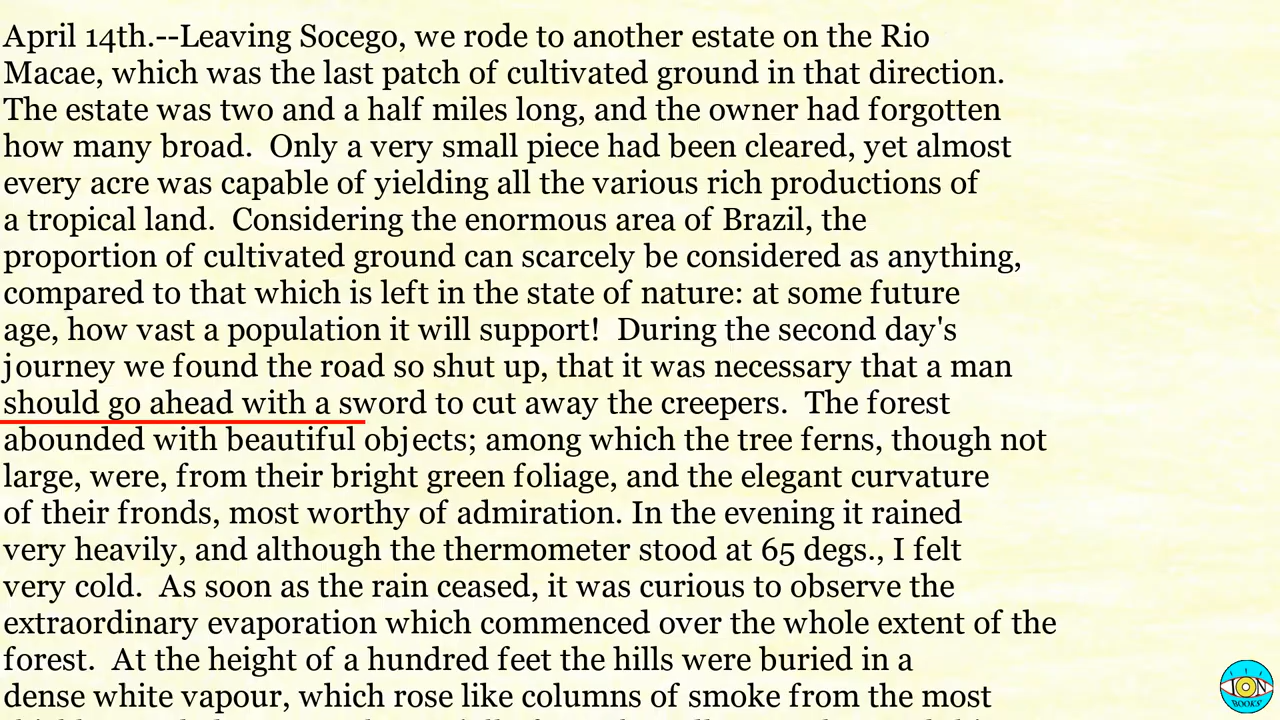 April 14th.--Leaving Socego, we rode to another estate on the Rio
Macae, which was the last patch of cultivated ground in that direction.
The estate was two and a half miles long, and the owner had forgotten
how many broad.  Only a very small piece had been cleared, yet almost
every acre was capable of yielding all the various rich productions of
a tropical land.  Considering the enormous area of Brazil, the
proportion of cultivated ground can scarcely be considered as anything,
compared to that which is left in the state of nature: at some future
age, how vast a population it will support!  During the second day's
journey we found the road so shut up, that it was necessary that a man
should go ahead with a sword to cut away the creepers.  The forest
abounded with beautiful objects; among which the tree ferns, though not
large, were, from their bright green foliage, and the elegant curvature
of their fronds, most worthy of admiration. In the evening it rained
very heavily, and although the thermometer stood at 65 degs., I felt
very cold.  As soon as the rain ceased, it was curious to observe the
extraordinary evaporation which commenced over the whole extent of the
forest.  At the height of a hundred feet the hills were buried in a
dense white vapour, which rose like columns of smoke from the most
ION
BOOKS